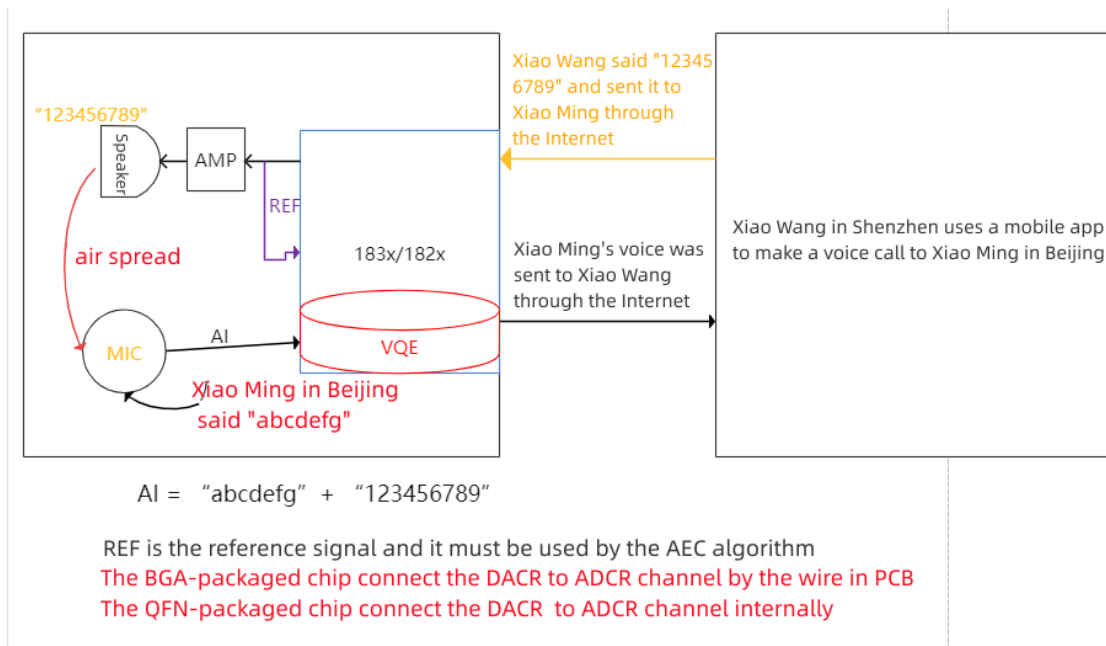 Xiao Wang said "12345
6789" and sent it to
Xiao Ming through
the Internet
“123456789”
Speaker
AMP
REF
air spread
183x/182x
Xiao Ming's voice was
sent to Xiao Wang
through the Internet
Xiao Wang in Shenzhen uses a mobile app
to make a voice call to Xiao Ming in Beijing
MIC
AI
VQE
Xiao Ming in Beijing
said "abcdefg"
AI = “abcdefg” + “123456789”
REF is the reference signal and it must be used by the AEC algorithm
The BGA-packaged chip connect the DACR to ADCR channel by the wire in PCB
The QFN-packaged chip connect the DACR to ADCR channel internally